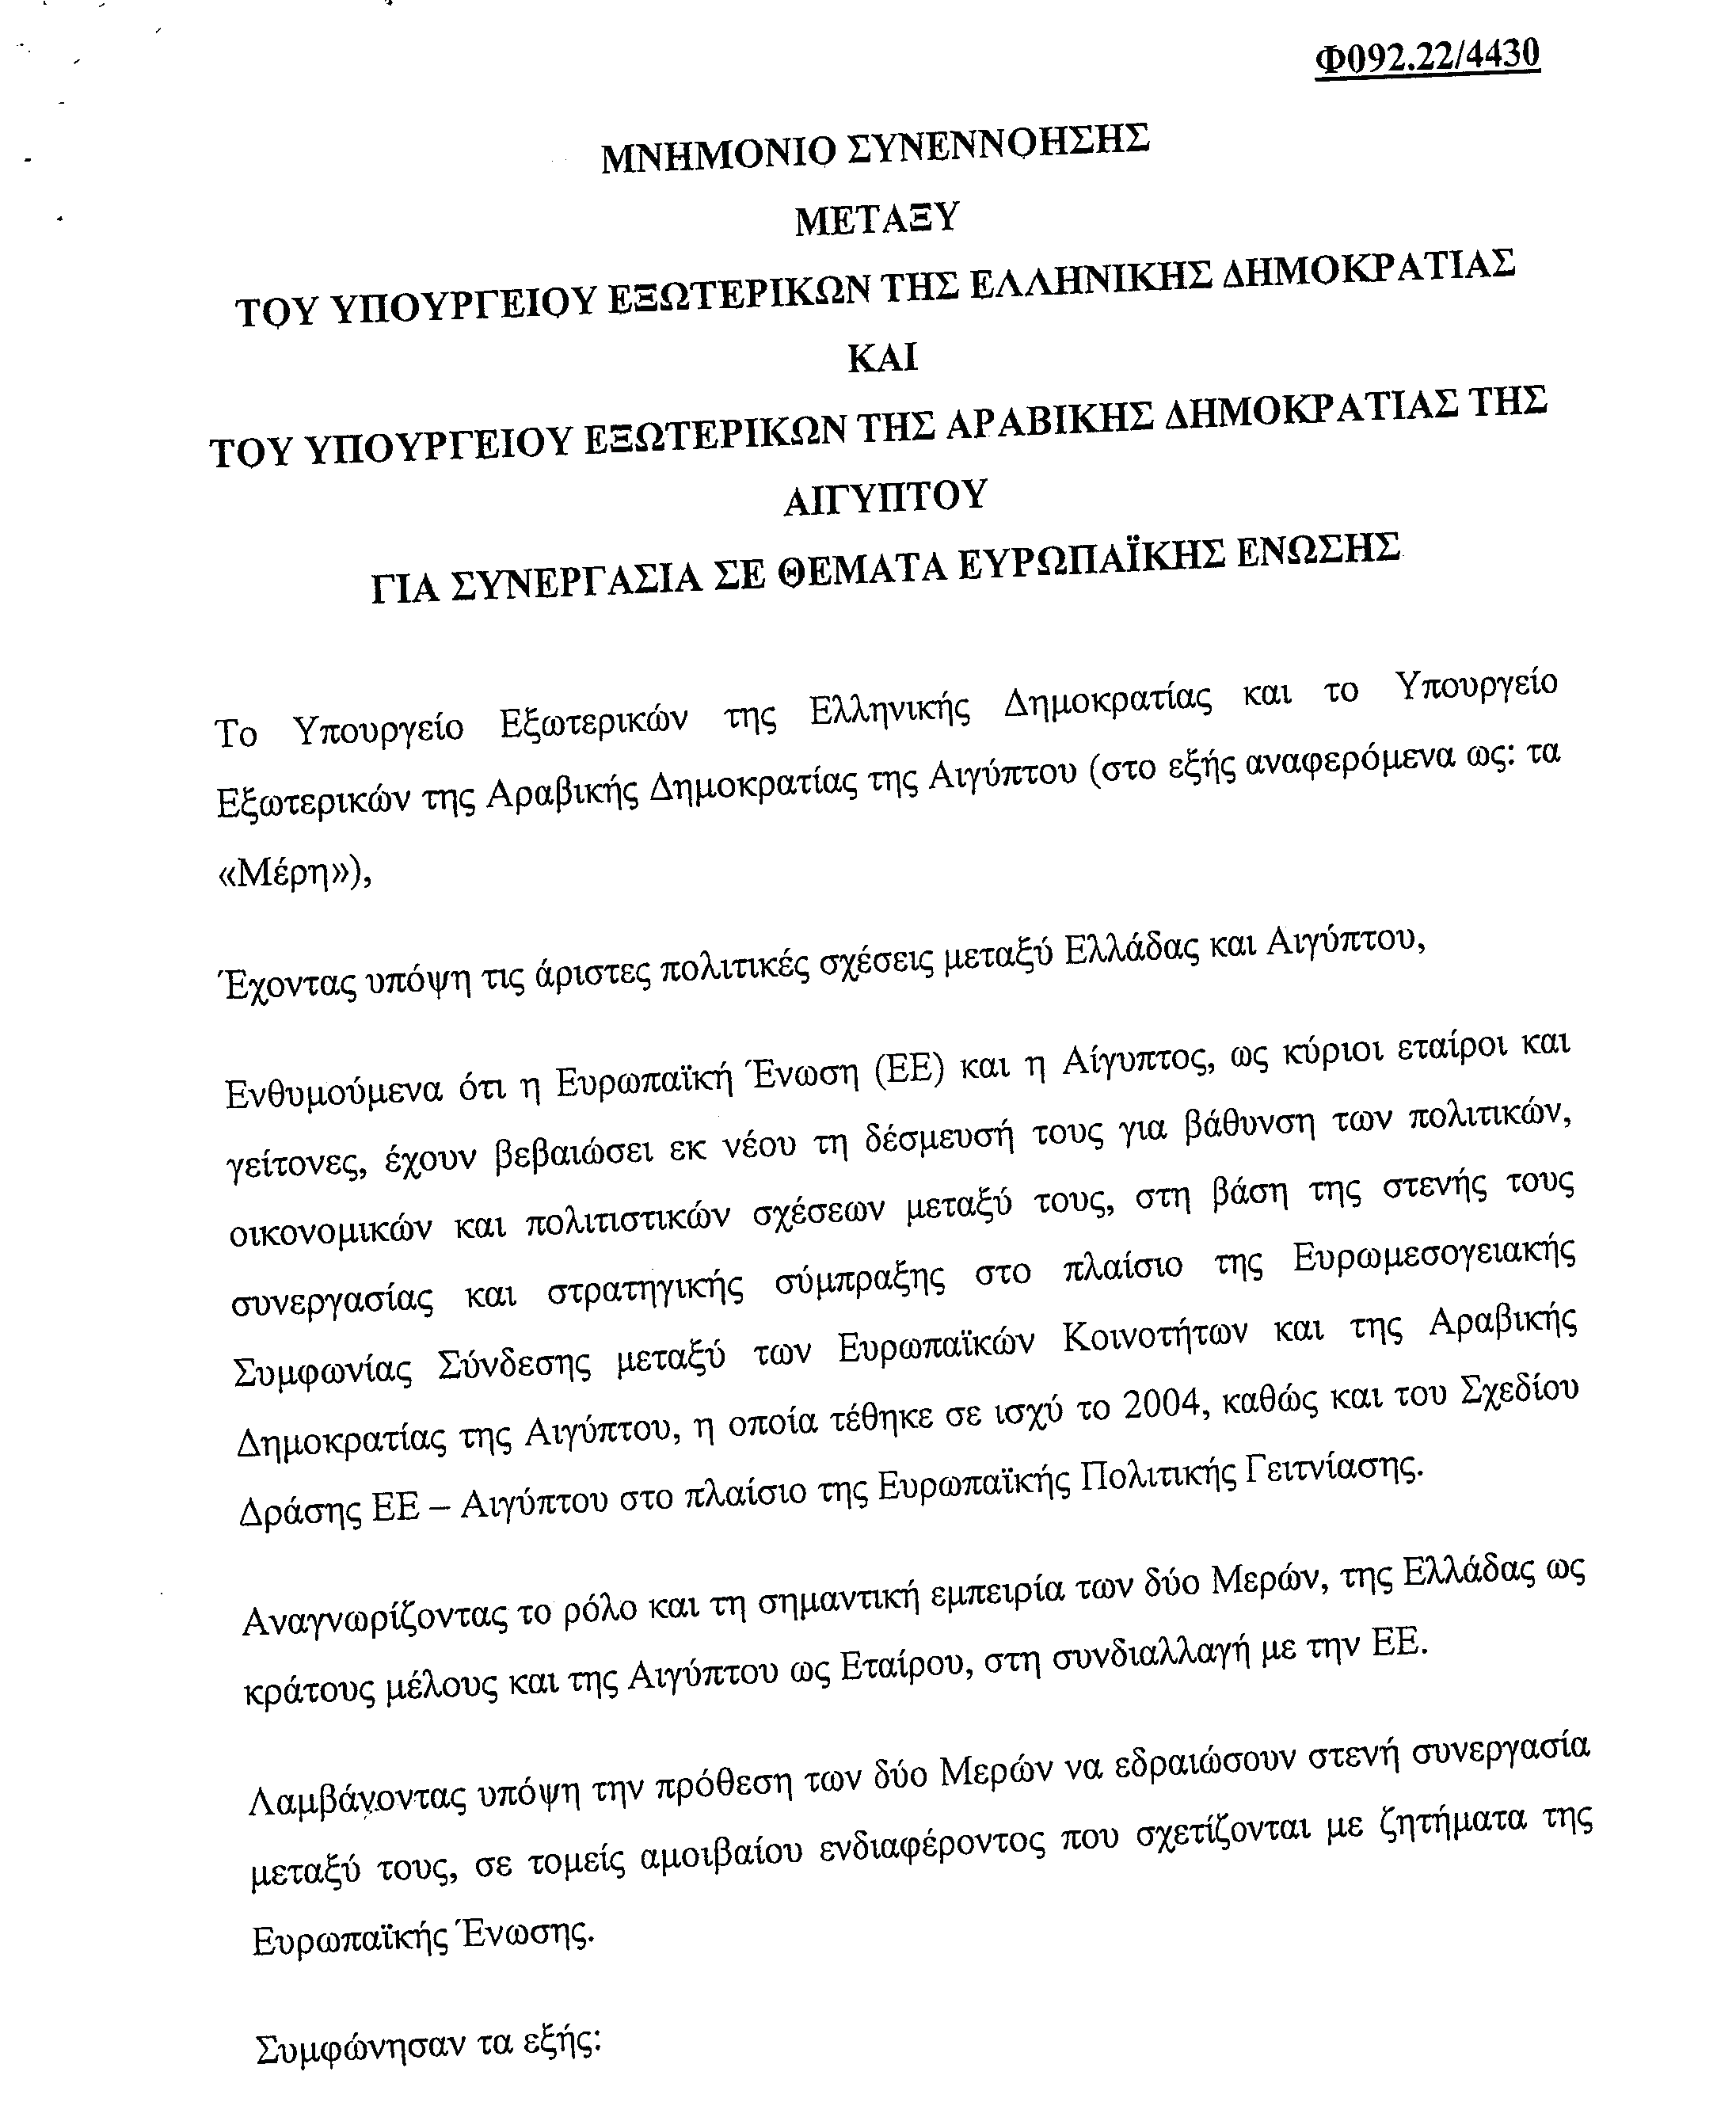 Φ092.22/4430
ΜΝΗΜΟΝΙΟ ΣΥΝΕΝΝΟΗΣΗΣ
ΜΕΤΑΞΥ
ΤΟΥ ΥΠΟΥΡΓΕΙΟΥ ΕΞΩΤΕΡΙΚΩΝ ΤΗΣ ΕΛΛΗΝΙΚΗΣ ΔΗΜΟΚΡΑΤΙΑΣ
ΚΑΙ
ΤΟΥ ΥΠΟΥΡΓΕΙΟΥ ΕΞΩΤΕΡΙΚΩΝ ΤΗΣ ΑΡΑΒΙΚΗΣ ΔΗΜΟΚΡΑΤΙΑΣ ΤΗΣ
ΑΙΓΥΠΤΟΥ
ΓΙΑ ΣΥΝΕΡΓΑΣΙΑ ΣΕ ΘΕΜΑΤΑ ΕΥΡΩΠΑΪΚΗΣ ΕΝΩΣΗΣ
Το Υπουργείο Εξωτερικών της Ελληνικής Δημοκρατίας και το Υπουργείο
Εξωτερικών της Αραβικής Δημοκρατίας της Αιγύπτου (στο εξής αναφερόμενα ως: τα
«Μέρη»),
Έχοντας υπόψη τις άριστες πολιτικές σχέσεις μεταξύ Ελλάδας και Αιγύπτου,
Ενθυμούμενα ότι η Ευρωπαϊκή Ένωση (ΕΕ) και η Αίγυπτος, ως κύριοι εταίροι και
γείτονες, έχουν βεβαιώσει εκ νέου τη δέσμευσή τους για βάθυνση των πολιτικών,
οικονομικών και πολιτιστικών σχέσεων μεταξύ τους, στη βάση της στενής τους
συνεργασίας και στρατηγικής σύμπραξης στο πλαίσιο της Ευρωμεσογειακής
Συμφωνίας Σύνδεσης μεταξύ των Ευρωπαϊκών Κοινοτήτων και της Αραβικής
Δημοκρατίας της Αιγύπτου, η οποία τέθηκε σε ισχύ το 2004, καθώς και του Σχεδίου
Δράσης ΕΕ – Αιγύπτου στο πλαίσιο της Ευρωπαϊκής Πολιτικής Γειτνίασης.
Αναγνωρίζοντας το ρόλο και τη σημαντική εμπειρία των δύο Μερών, της Ελλάδας ως
κράτους μέλους και της Αιγύπτου ως Εταίρου, στη συνδιαλλαγή με την ΕΕ.
Λαμβάνοντας υπόψη την πρόθεση των δύο Μερών να εδραιώσουν στενή συνεργασία
μεταξύ τους, σε τομείς αμοιβαίου ενδιαφέροντος που σχετίζονται με ζητήματα της
Ευρωπαϊκής Ένωσης.
Συμφώνησαν τα εξής: